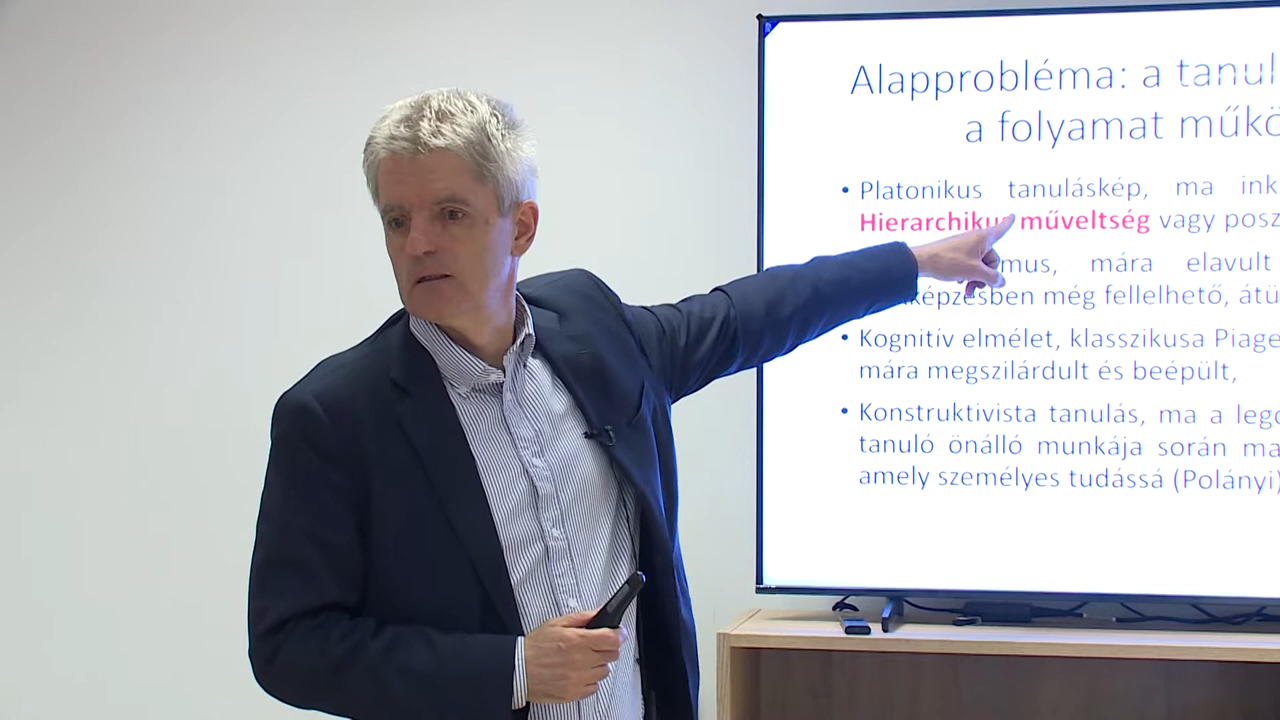 Alapprobléma: a tanul
a folyamat műkö
• Platonikus tanuláskép, ma ink
Hierarchikus műveltség vagy posz
mus, mára elavult
képzésben még fellelhető, átü
• Kognitív elmélet, klasszikusa Piage
mára megszilárdult és beépült,
• Konstruktivista tanulás, ma a lego
tanuló önálló munkája során ma
amely személyes tudássá (Polányi)